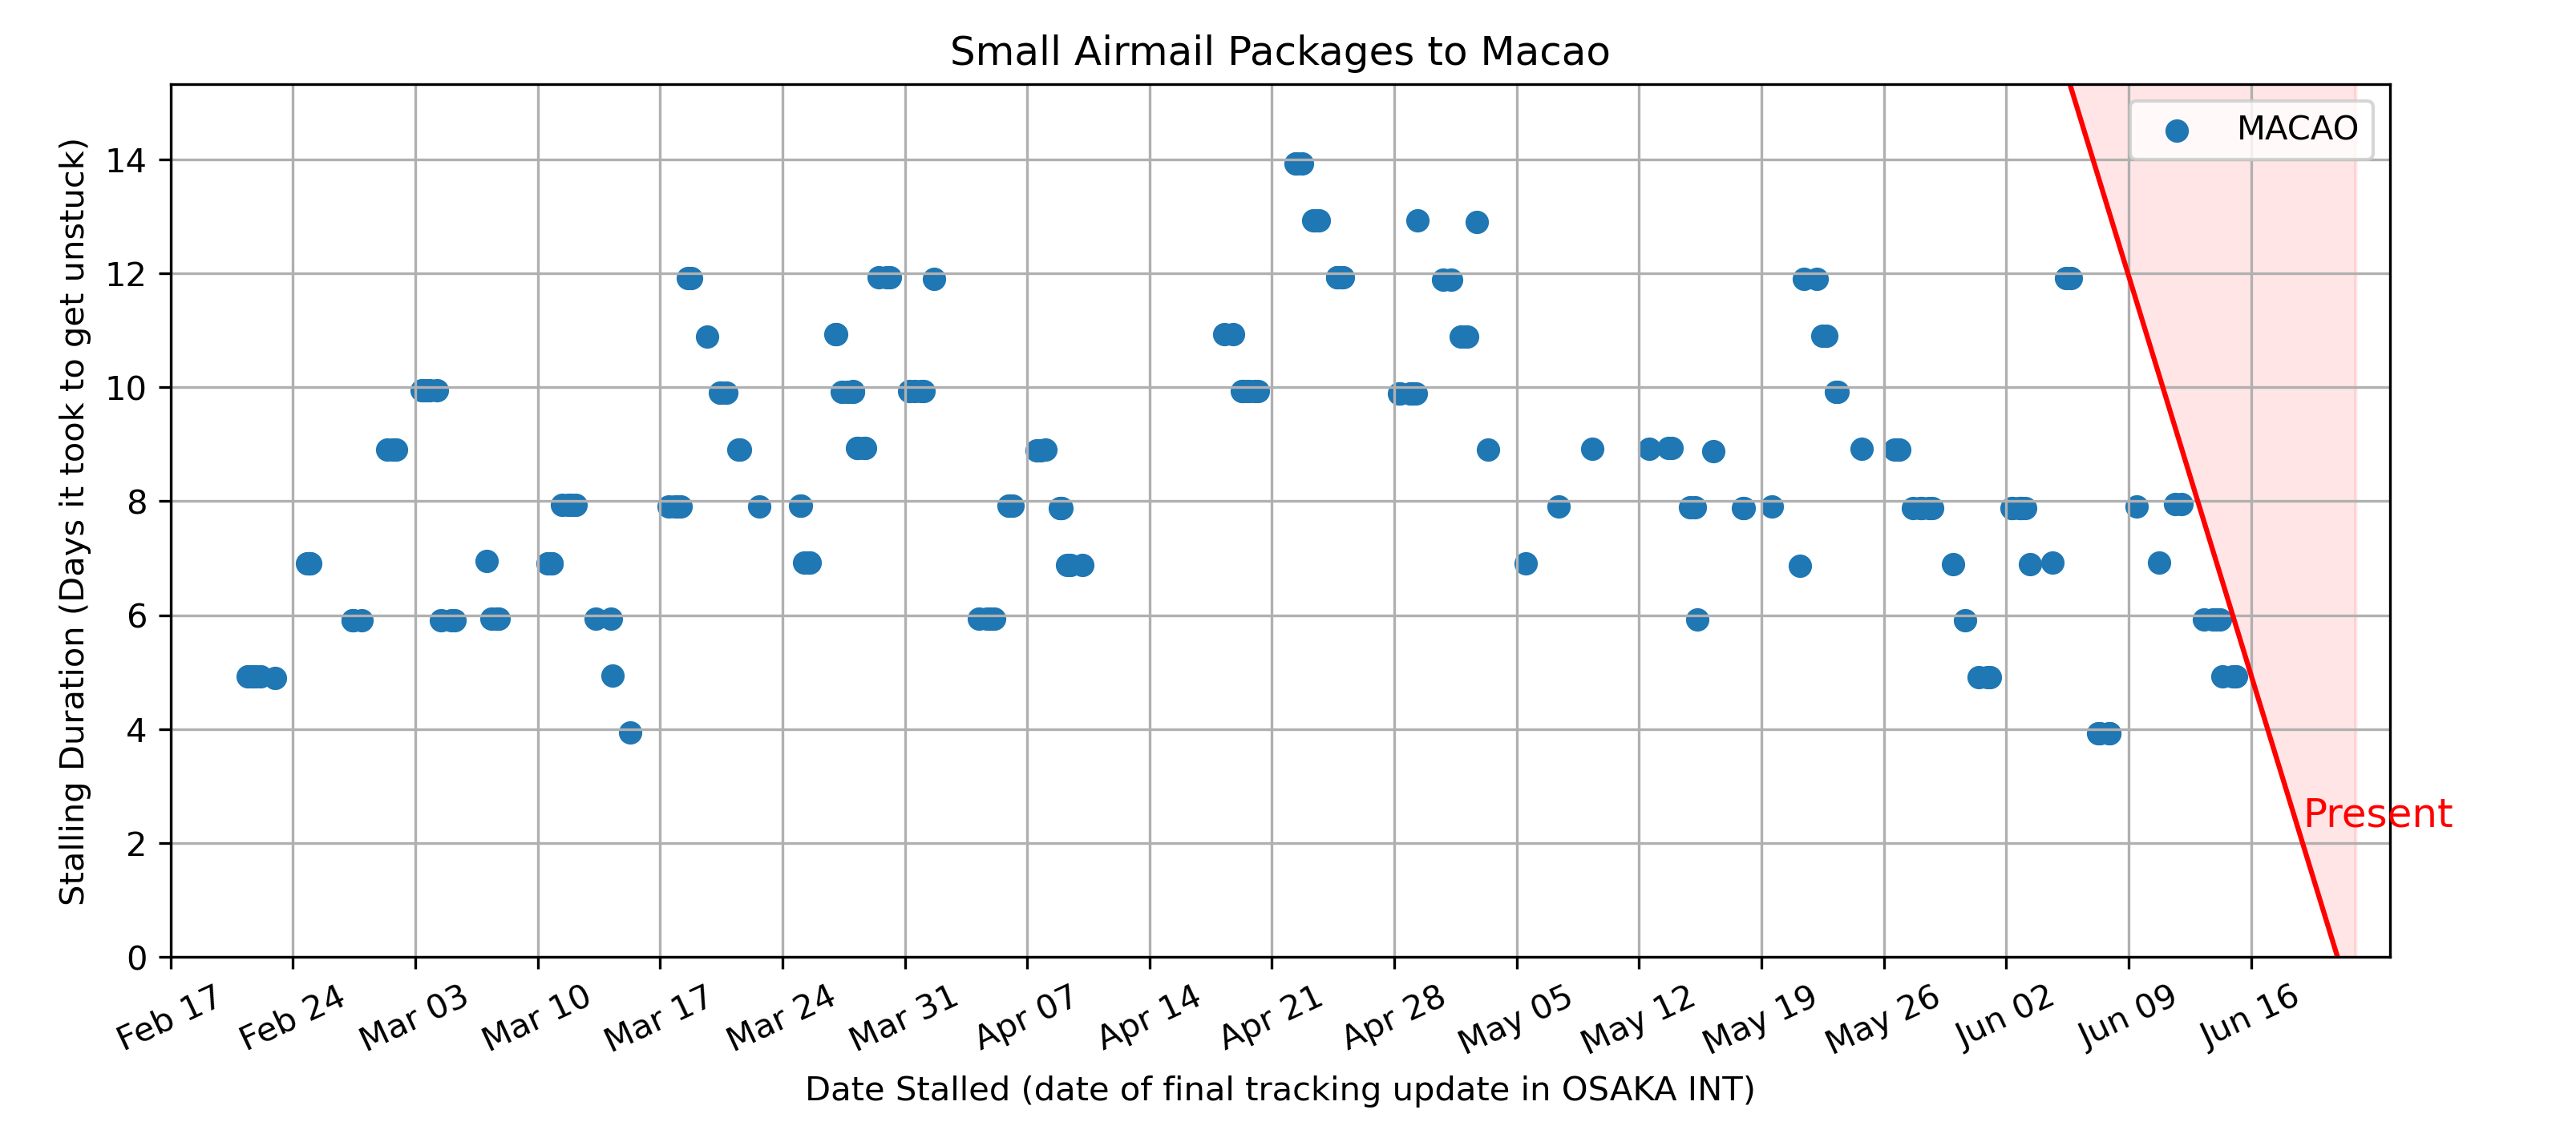 Small Airmail Packages to Macao
MACAO
Stalling Duration (Days it took to get unstuck)
14
12
10
8
6
4
2
0
Present
Feb 17
Feb 24
Mar 03
Mar 10
Mar 17
Mar 24
Mar 31
Apr 07
Apr 14
Apr 21
Apr 28
May 05
May 12
May 19
May 26
Jun 02
Jun 09
Jun 16
Date Stalled (date of final tracking update in OSAKA INT)